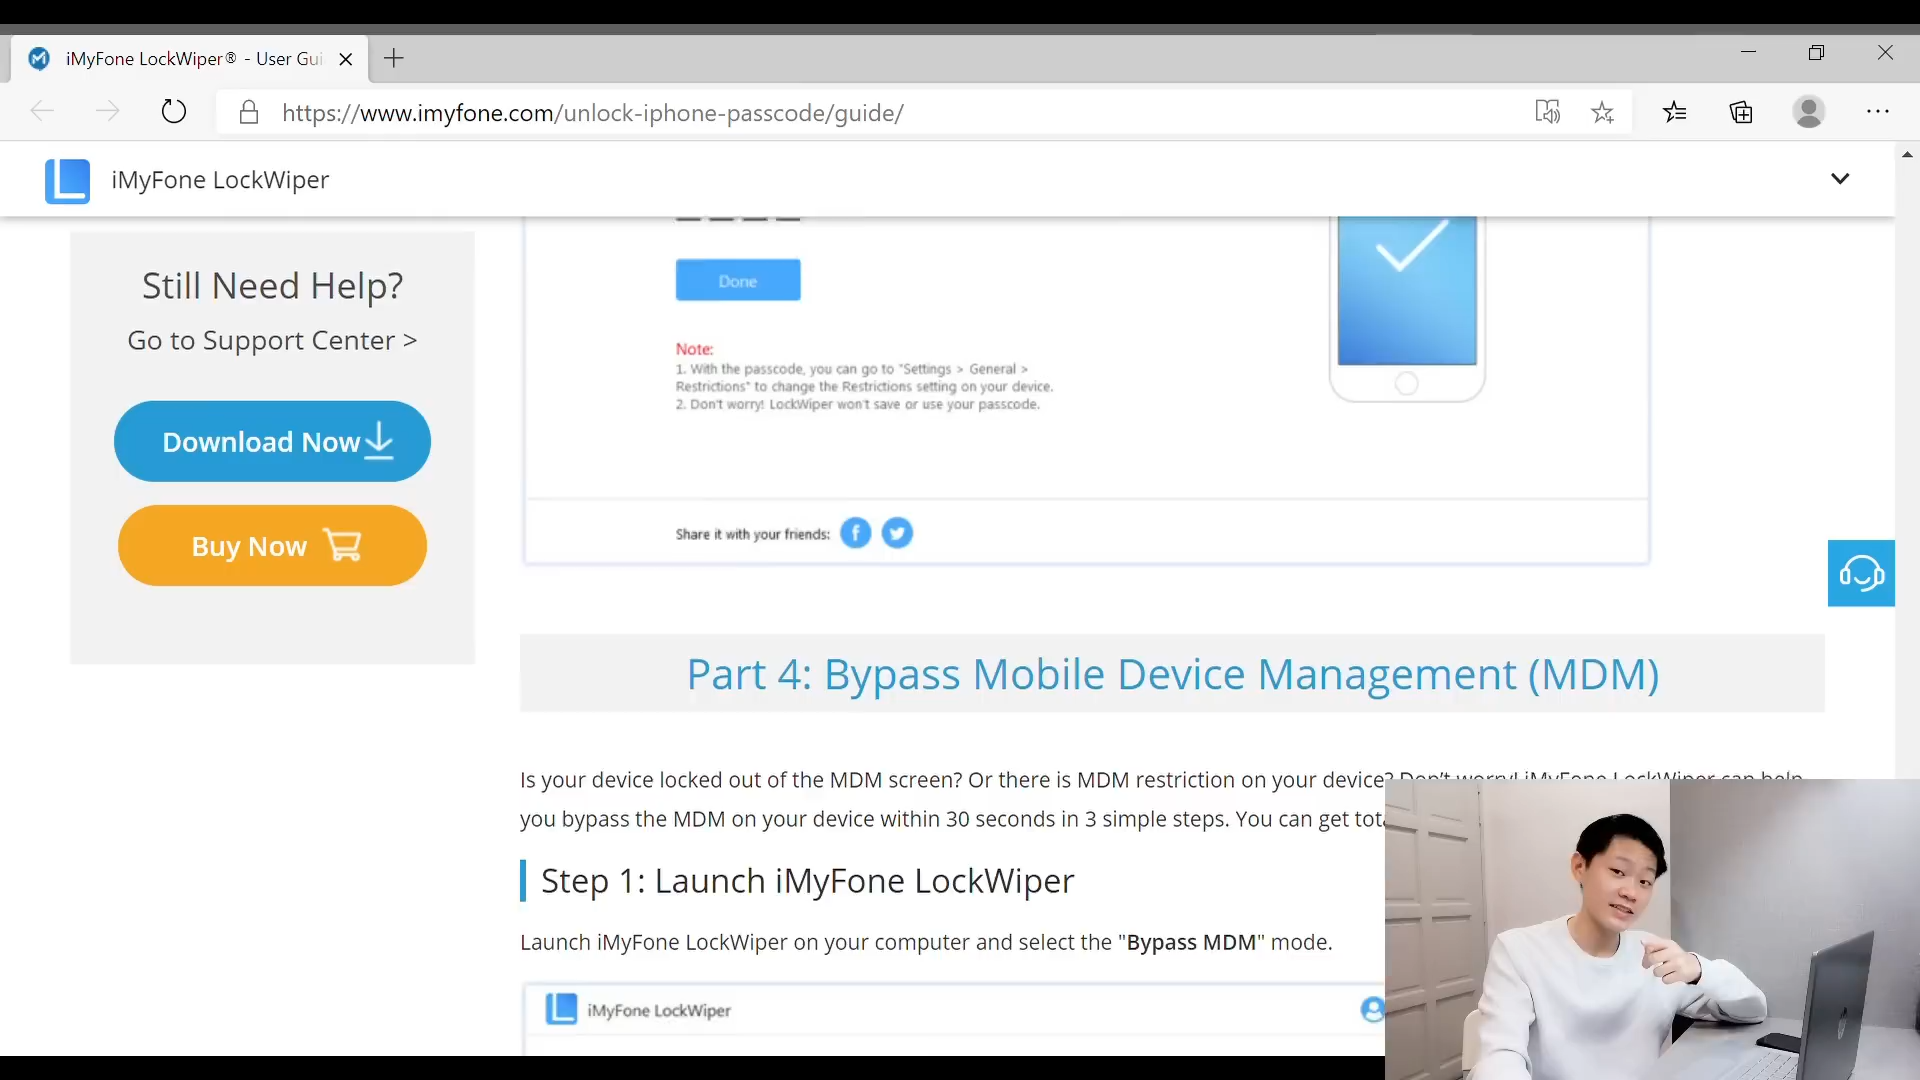 iMyFone LockWiper® - User Gui
https://www.imyfone.com/unlock-iphone-passcode/guide/
iMyFone LockWiper
Still Need Help?
Go to Support Center >
Download Now
Buy Now
Done
Note:
1. With the passcode, you can go to "Settings > General >
Restrictions" to change the Restrictions setting on your device.
2. Don't worry! LockWiper won't save or use your passcode.
Share it with your friends:
Part 4: Bypass Mobile Device Management (MDM)
Is your device locked out of the MDM screen? Or there is MDM restriction on your device? Don't worry! iMyFone LockWiper can help
you bypass the MDM on your device within 30 seconds in 3 simple steps. You can get
Step 1: Launch iMyFone LockWiper
Launch iMyFone LockWiper on your computer and select the "Bypass MDM" mode.
iMyFone LockWiper